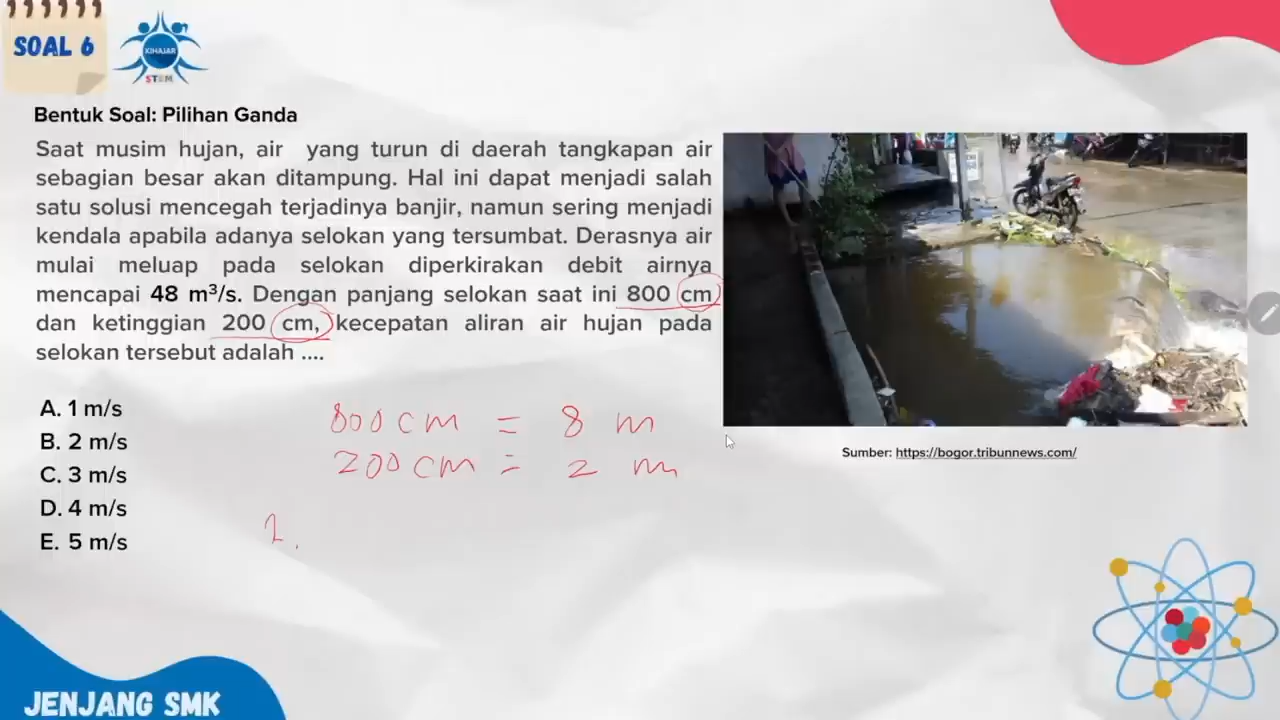 SOAL 6
KIHAJAR
STEM
Bentuk Soal: Pilihan Ganda
Saat musim hujan, air yang turun di daerah tangkapan air
sebagian besar akan ditampung. Hal ini dapat menjadi salah
satu solusi mencegah terjadinya banjir, namun sering menjadi
kendala apabila adanya selokan yang tersumbat. Derasnya air
mulai meluap pada selokan diperkirakan debit airnya
mencapai 48 m³/s. Dengan panjang selokan saat ini 800 cm
dan ketinggian 200 cm, kecepatan aliran air hujan pada
selokan tersebut adalah ....
A. 1 m/s
B. 2 m/s
C. 3 m/s
D. 4 m/s
E. 5 m/s
800 cm = 8 m
200 cm = 2 m
Sumber: https://bogor.tribunnews.com/
JENJANG SMK